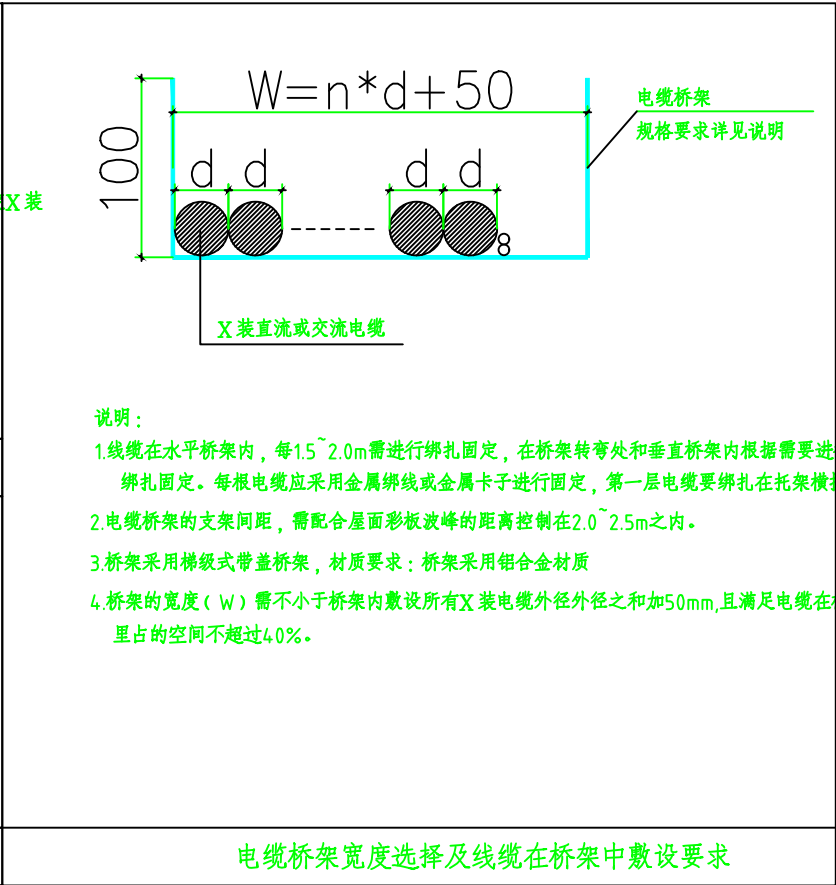 W=n*d+50
电缆桥架
规格要求详见说明
100
d d d d
X装
8
X装直流或交流电缆
说明:
1.线缆在水平桥架内,每1.5~2.0m需进行绑扎固定,在桥架转弯处和垂直桥架内根据需要进
绑扎固定。每根电缆应采用金属绑线或金属卡子进行固定,第一层电缆要绑扎在托架横
2.电缆桥架的支架间距,需配合屋面彩板波峰的距离控制在2.0~2.5m之内。
3.桥架采用梯级式带盖桥架,材质要求:桥架采用铝合金材质
4.桥架的宽度(W)需不小于桥架内敷设所有X装电缆外径外径之和加50mm,且满足电缆在
里占的空间不超过40%。
电缆桥架宽度选择及线缆在桥架中敷设要求